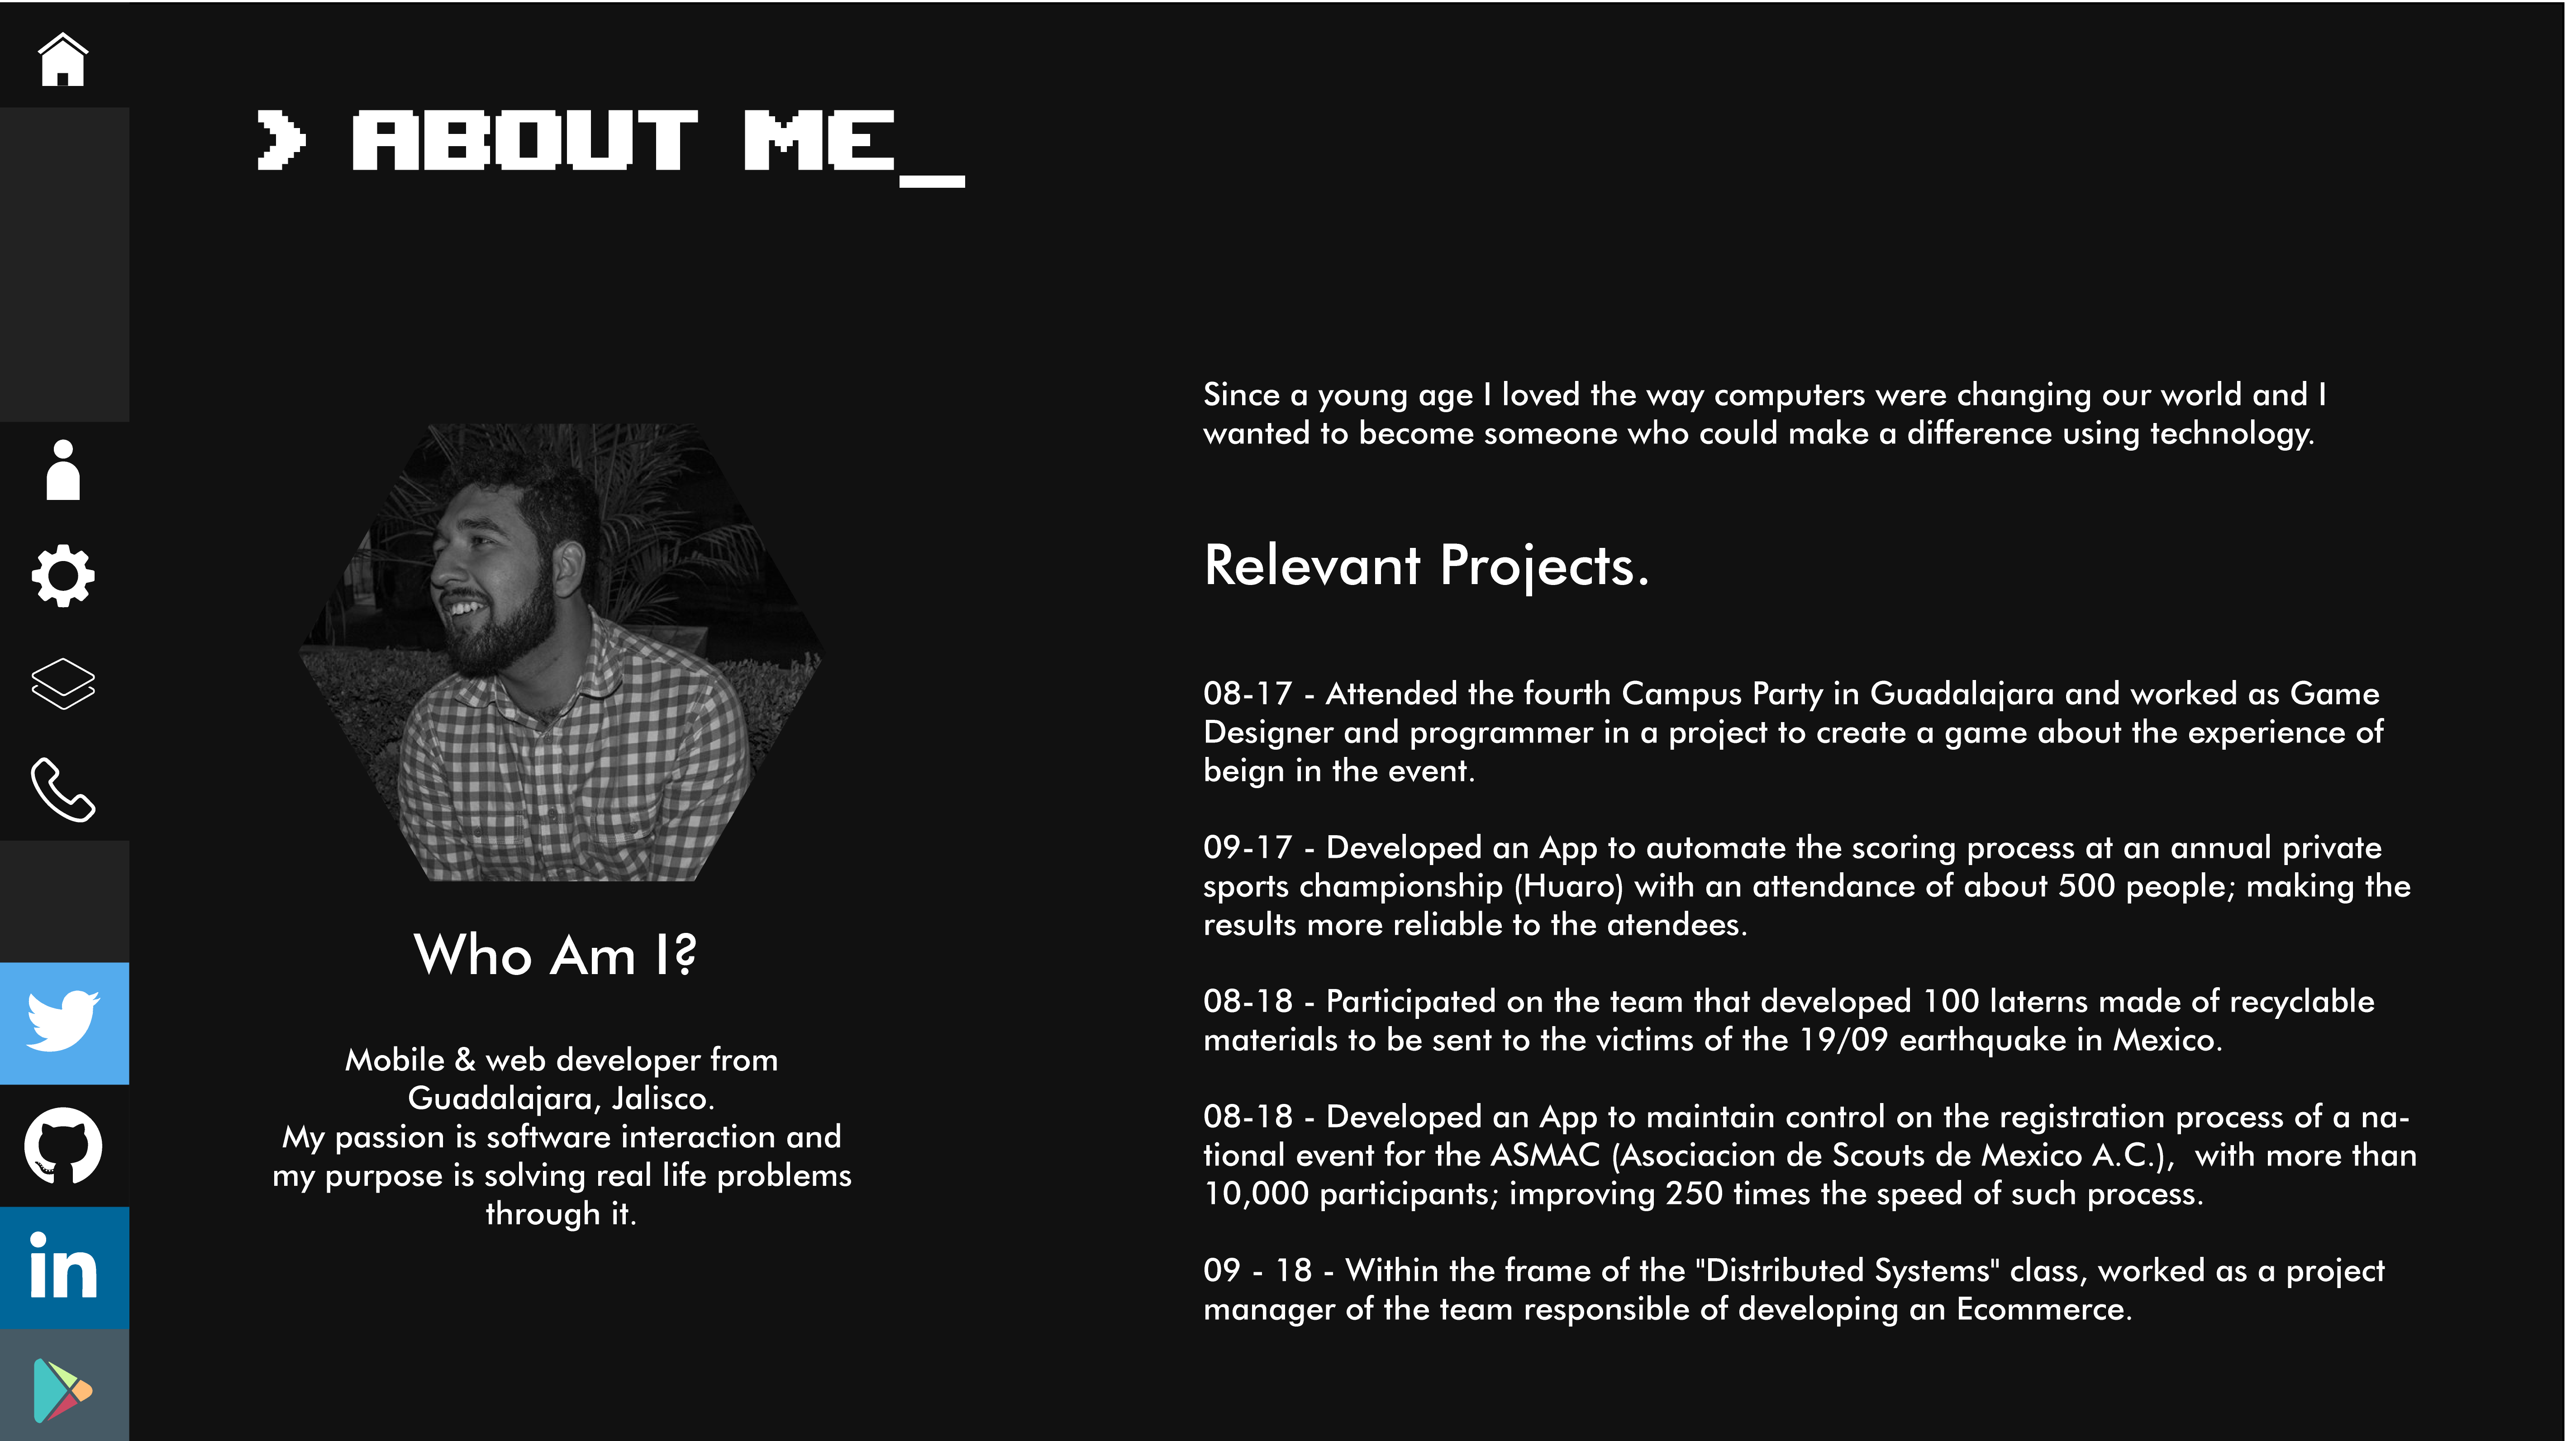 > ABOUT ME_
Who Am I?
Mobile & web developer from
Guadalajara, Jalisco.
My passion is software interaction and
my purpose is solving real life problems
through it.
Since a young age I loved the way computers were changing our world and I
wanted to become someone who could make a difference using technology.
Relevant Projects.
08-17 - Attended the fourth Campus Party in Guadalajara and worked as Game
Designer and programmer in a project to create a game about the experience of
beign in the event.
09-17 - Developed an App to automate the scoring process at an annual private
sports championship (Huaro) with an attendance of about 500 people; making the
results more reliable to the atendees.
08-18 - Participated on the team that developed 100 laterns made of recyclable
materials to be sent to the victims of the 19/09 earthquake in Mexico.
08-18 - Developed an App to maintain control on the registration process of a na-
tional event for the ASMAC (Asociacion de Scouts de Mexico A.C.),  with more than
10,000 participants; improving 250 times the speed of such process.
09 - 18 - Within the frame of the "Distributed Systems" class, worked as a project
manager of the team responsible of developing an Ecommerce.
in